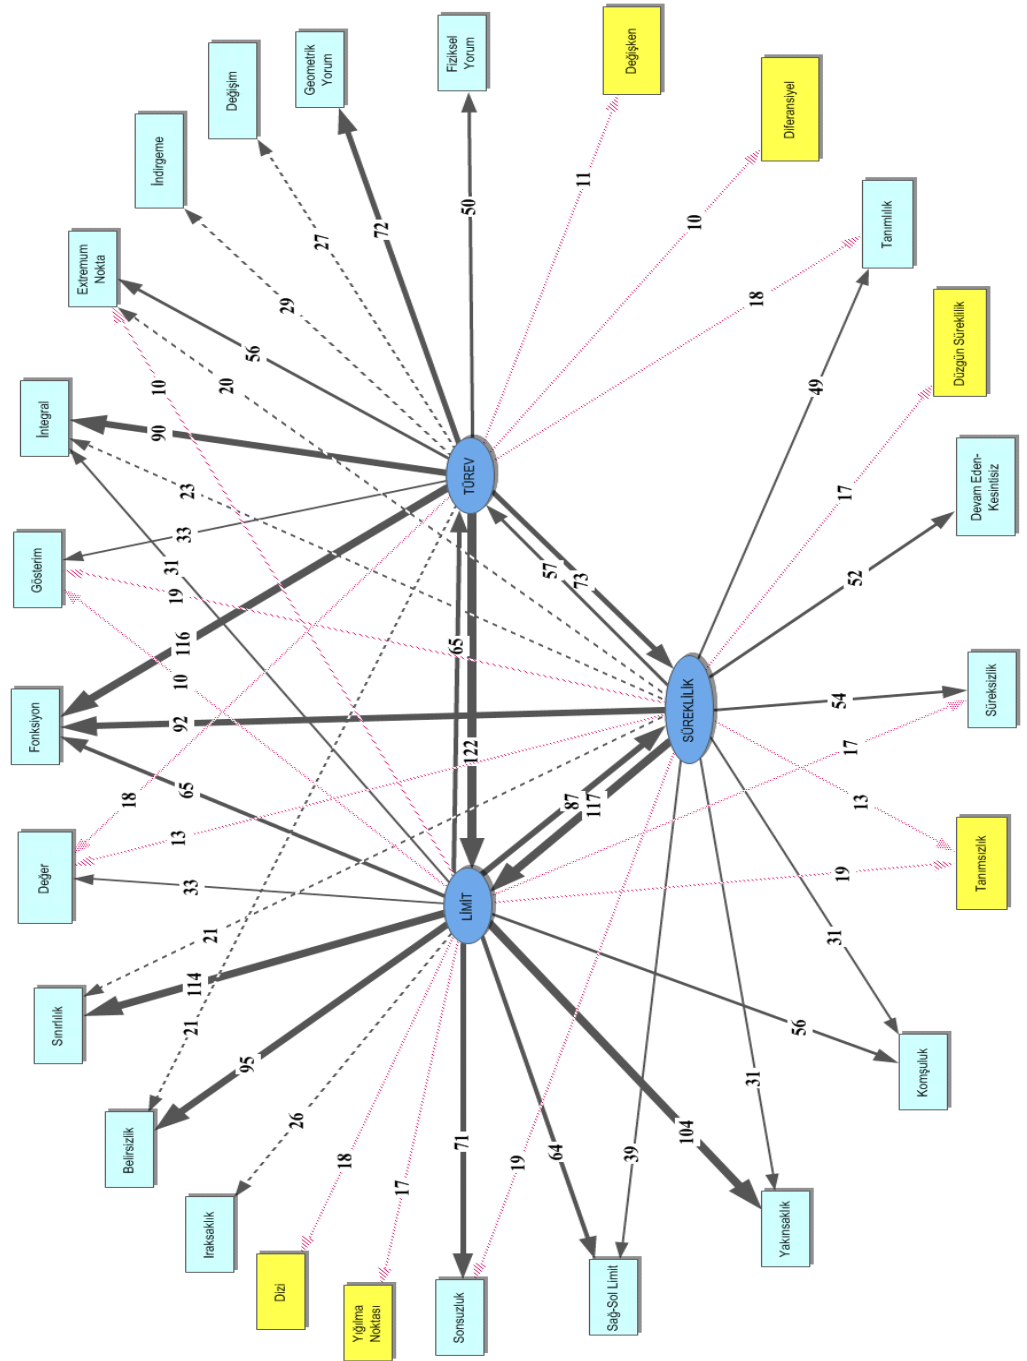 Fiziksel
Yorum
Değişken
Geometrik
Yorum
Değişim
Diferansiyel
İndirgeme
Tanımlılık
Extremum
Nokta
Düzgün Süreklilik
İntegral
Devam Eden-
Kesintisiz
Gösterim
Süreksizlik
Fonksiyon
Tanımsızlık
Değer
Komşuluk
Sınırlılık
Yakınsaklık
Belirsizlik
Sağ-Sol Limit
Iraksaklık
Sonsuzluk
Dizi
Yığılma
Noktası
TÜREV
SÜREKLİLİK
LİMİT
11
10
50
72
27
29
18
56
20
10
90
23
49
17
33
31
19
57
73
52
116
10
65
92
54
18
65
122
17
13
87
117
13
33
19
21
114
21
31
56
95
26
31
104
18
17
71
19
64
39